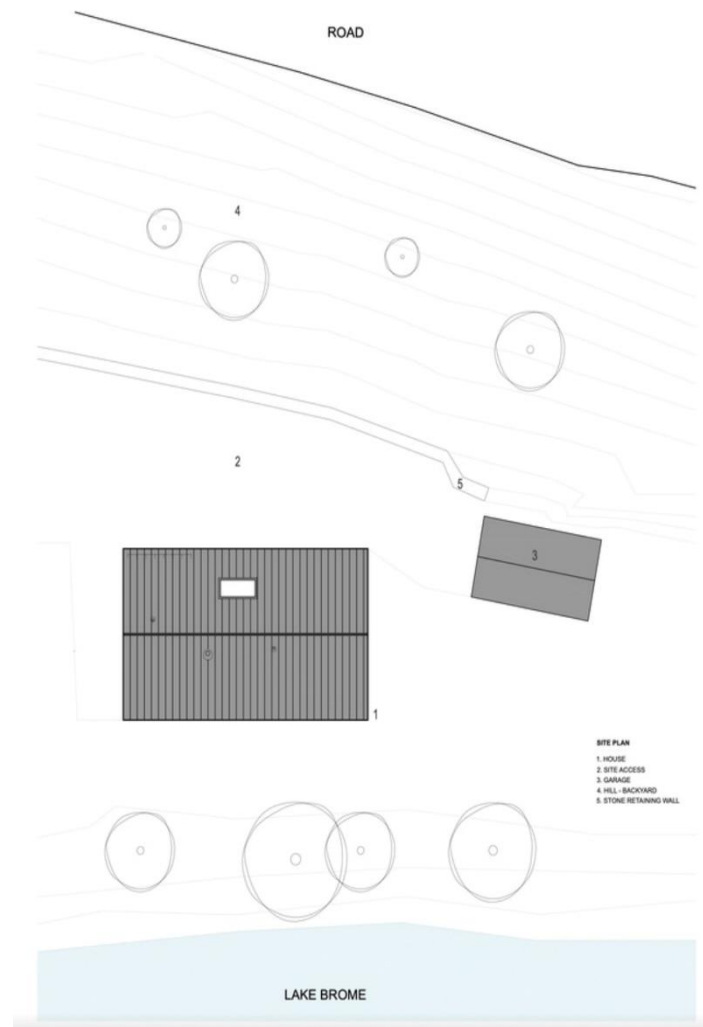 ROAD
4
2
5
3
1
SITE PLAN
1. HOUSE
2. SITE ACCESS
3. GARAGE
4. HILL - BACKYARD
5. STONE RETAINING WALL
LAKE BROME